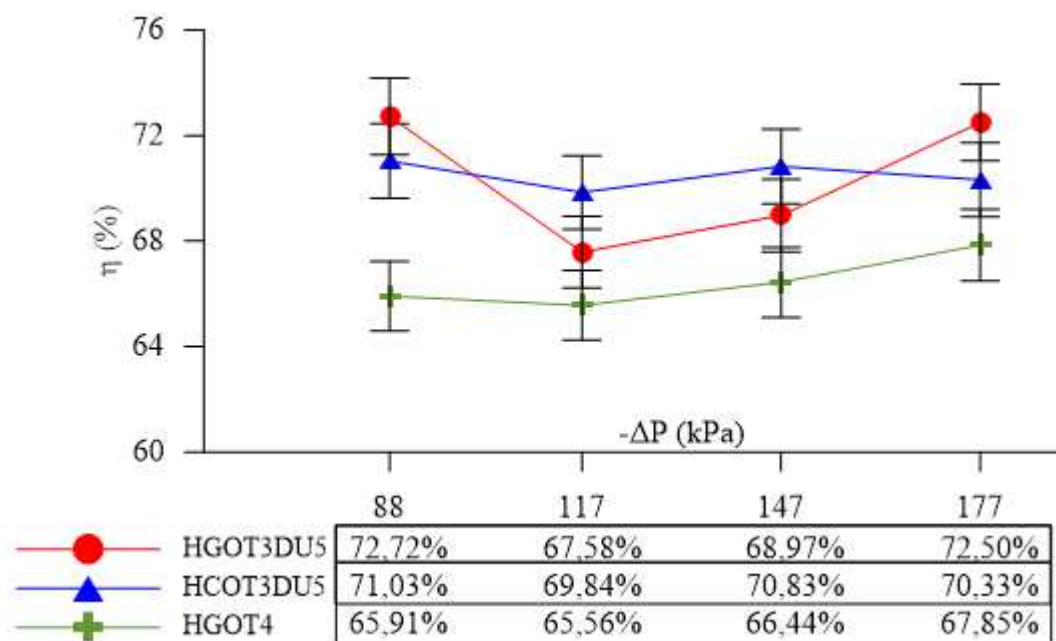 76
72
68
64
60
η (%)
-ΔP (kPa)
88 117 147 177
HGOT3DU5 72,72% 67,58% 68,97% 72,50%
HCOT3DU5 71,03% 69,84% 70,83% 70,33%
HGOT4 65,91% 65,56% 66,44% 67,85%